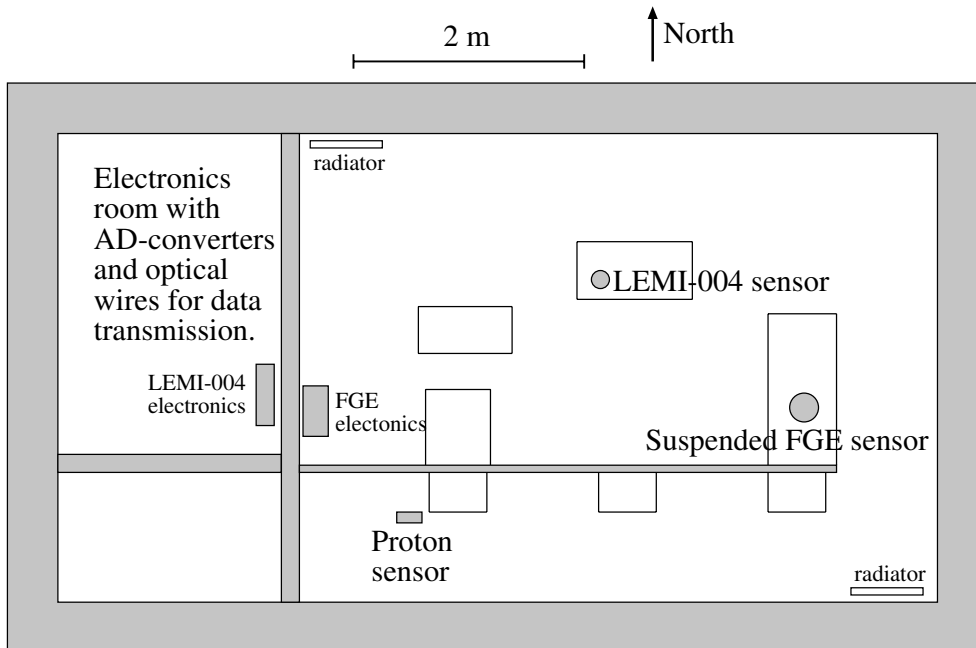 2 m
North
radiator
Electronics
room with
AD-converters
and optical
wires for data
transmission.
LEMI-004 sensor
LEMI-004
electronics
FGE
electonics
Suspended FGE sensor
Proton
sensor
radiator